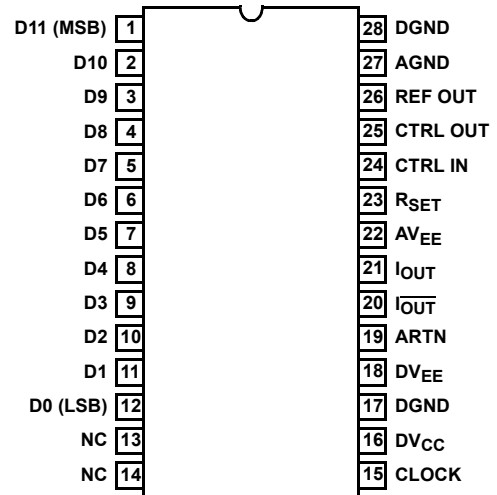 D11 (MSB) 1 28 DGND
D10 2 27 AGND
D9 3 26 REF OUT
D8 4 25 CTRL OUT
D7 5 24 CTRL IN
D6 6 23 RSET
D5 7 22 AVEE
D4 8 21 IOUT
D3 9 20 I̅O̅U̅T̅
D2 10 19 ARTN
D1 11 18 DVEE
D0 (LSB) 12 17 DGND
NC 13 16 DVCC
NC 14 15 CLOCK